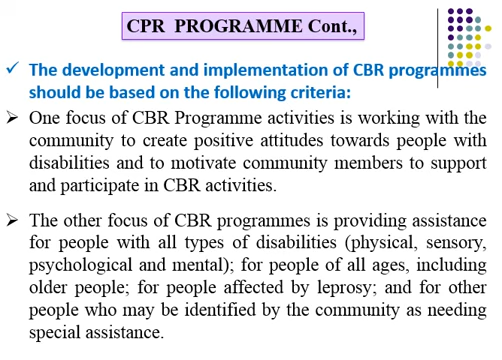 CPR PROGRAMME Cont.,
✓ The development and implementation of CBR programmes
should be based on the following criteria:
➢ One focus of CBR Programme activities is working with the
community to create positive attitudes towards people with
disabilities and to motivate community members to support
and participate in CBR activities.
➢ The other focus of CBR programmes is providing assistance
for people with all types of disabilities (physical, sensory,
psychological and mental); for people of all ages, including
older people; for people affected by leprosy; and for other
people who may be identified by the community as needing
special assistance.